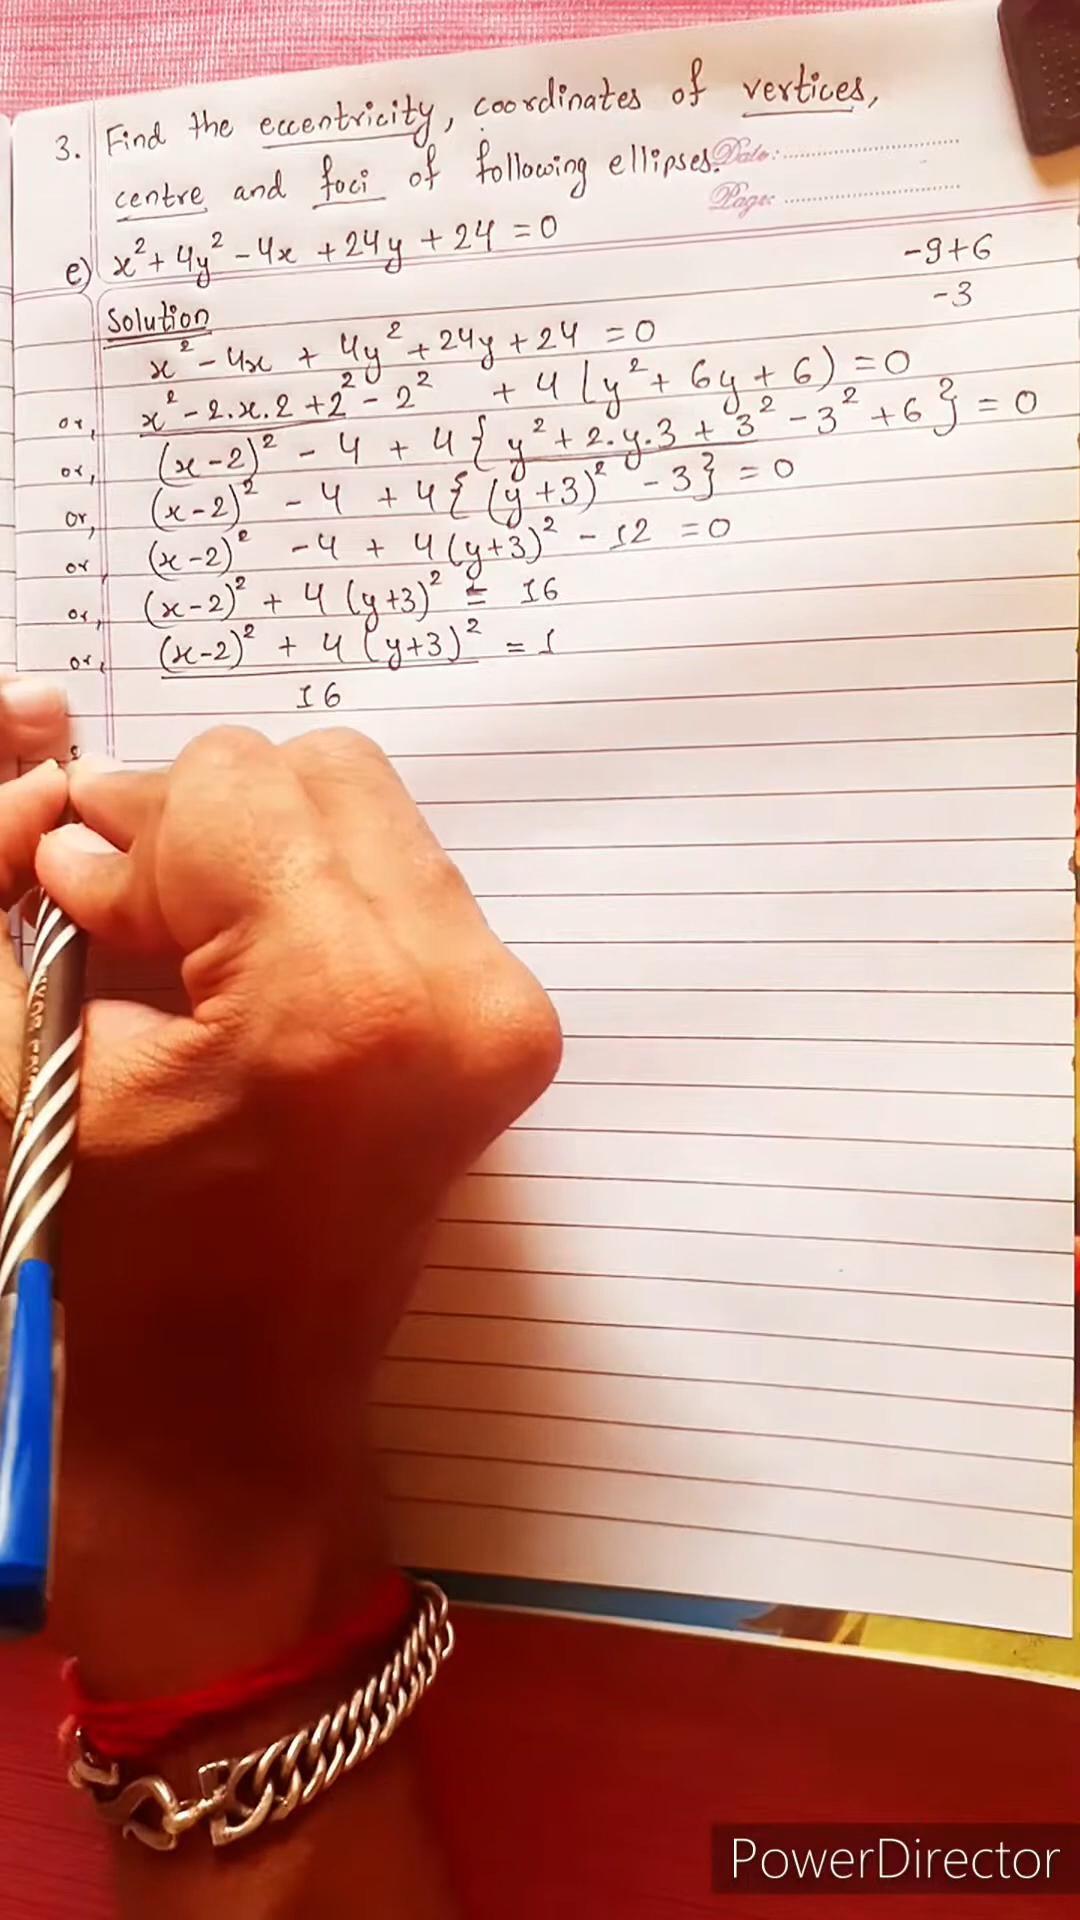 3. Find the eccentricity, coordinates of vertices,
centre and foci of following ellipses.
Date:
Page:
e) x² + 4y² - 4x + 24y + 24 = 0
-9+6
-3
Solution
x² - 4x + 4y² + 24y + 24 = 0
or, x² - 2.x.2 + 2² - 2² + 4 (y² + 6y + 6) = 0
or, (x-2)² - 4 + 4 { y² + 2.y.3 + 3² - 3² + 6 } = 0
or, (x-2)² - 4 + 4 { (y+3)² - 3 } = 0
or (x-2)² - 4 + 4 (y+3)² - 12 = 0
or, (x-2)² + 4 (y+3)² = 16
or, (x-2)² + 4 (y+3)² = 1
16
PowerDirector